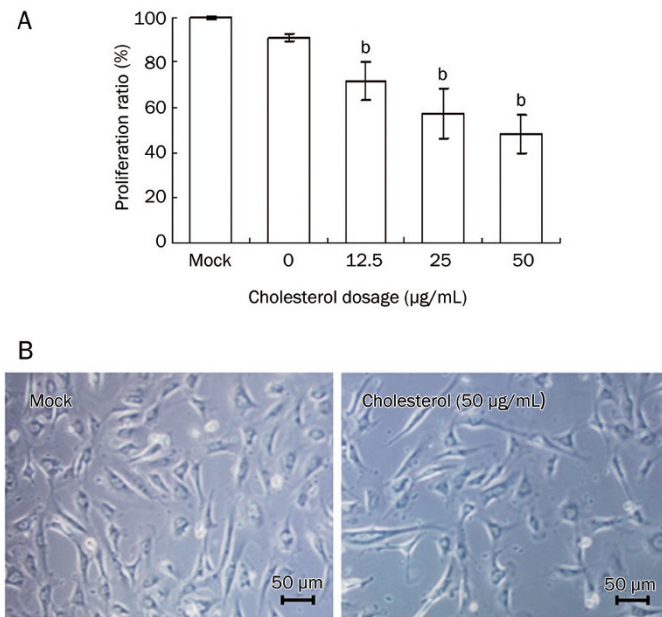 A
Proliferation ratio (%)
100
80
60
40
20
0
b
b
b
Mock
0
12.5
25
50
Cholesterol dosage (μg/mL)
B
Mock
50 μm
Cholesterol (50 μg/mL)
50 μm